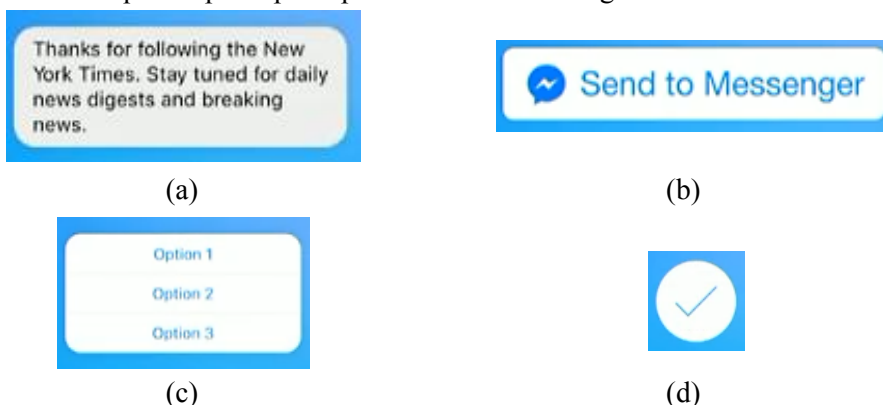 Thanks for following the New
York Times. Stay tuned for daily
news digests and breaking
news.
Send to Messenger
(a)
(b)
Option 1
Option 2
Option 3
(c)
(d)